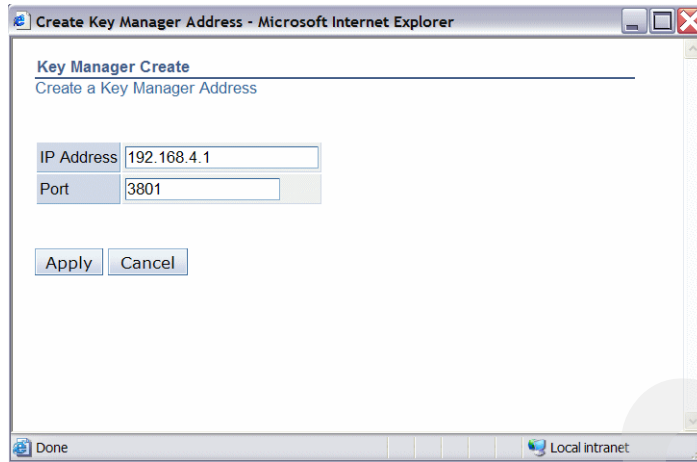 Create Key Manager Address - Microsoft Internet Explorer
Key Manager Create
Create a Key Manager Address
IP Address 192.168.4.1
Port 3801
Apply Cancel
Done Local intranet